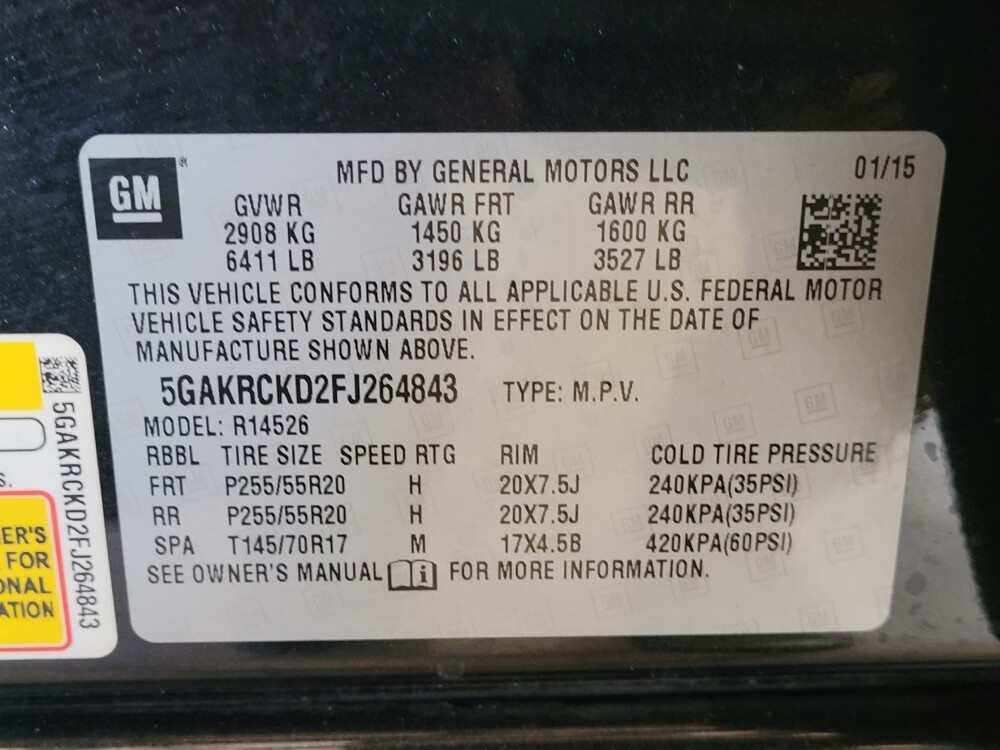 GM
MFD BY GENERAL MOTORS LLC 01/15
GVWR GAWR FRT GAWR RR
2908 KG 1450 KG 1600 KG
6411 LB 3196 LB 3527 LB
THIS VEHICLE CONFORMS TO ALL APPLICABLE U.S. FEDERAL MOTOR
VEHICLE SAFETY STANDARDS IN EFFECT ON THE DATE OF
MANUFACTURE SHOWN ABOVE.
5GAKRCKD2FJ264843 TYPE: M.P.V.
MODEL: R14526
RBBL TIRE SIZE SPEED RTG RIM COLD TIRE PRESSURE
FRT P255/55R20 H 20X7.5J 240KPA(35PSI)
RR P255/55R20 H 20X7.5J 240KPA(35PSI)
SPA T145/70R17 M 17X4.5B 420KPA(60PSI)
SEE OWNER'S MANUAL i FOR MORE INFORMATION.
5GAKRCKD2FJ264843
S.
ER'S
FOR
ONAL
ATION